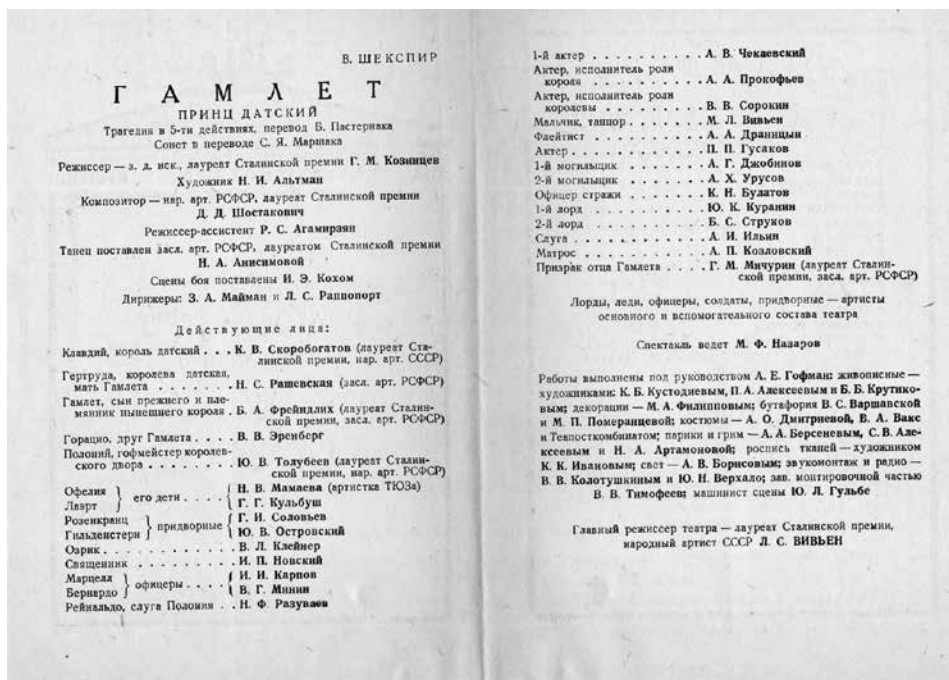 В. ШЕКСПИР
ГАМЛЕТ
ПРИНЦ ДАТСКИЙ
Трагедия в 5-ти действиях, перевод Б. Пастернака
Сонет в переводе С. Я. Маршака
Режиссер — з. д. иск., лауреат Сталинской премии Г. М. Козинцев
Художник Н. И. Альтман
Композитор — нар. арт. РСФСР, лауреат Сталинской премии
Д. Д. Шостакович
Режиссер-ассистент Р. С. Агамирзян
Танец поставлен засл. арт. РСФСР, лауреатом Сталинской премии
Н. А. Анисимовой
Сцены боя поставлены И. Э. Кохом
Дирижеры: З. А. Майман и Л. С. Раппопорт
Действующие лица:
Клавдий, король датский . . . К. В. Скоробогатов (лауреат Ста-
линской премии, нар. арт. СССР)
Гертруда, королева датская,
мать Гамлета . . . . . . . Н. С. Рашевская (засл. арт. РСФСР)
Гамлет, сын прежнего и пле-
мянник нынешнего короля . Б. А. Фрейндлих (лауреат Сталин-
ской премии, засл. арт. РСФСР)
Горацио, друг Гамлета . . . . В. В. Эренберг
Полоний, гофмейстер королев-
ского двора . . . . . . . . Ю. В. Толубеев (лауреат Сталин-
ской премии, нар. арт. РСФСР)
Офелия } его дети . . . . { Н. В. Мамаева (артистка ТЮЗа)
Лаэрт } { Г. Г. Кульбуш
Розенкранц } придворные { Г. И. Соловьев
Гильденстерн } { Ю. В. Островский
Озрик . . . . . . . . . . . . В. Л. Клейнер
Священник . . . . . . . . . И. П. Новский
Марцелл } офицеры . . . . { И. И. Карпов
Бернардо } { В. Г. Минин
Рейнальдо, слуга Полония . . Н. Ф. Разуваев
1-й актер . . . . . . . . . . А. В. Чекаевский
Актер, исполнитель роли
короля . . . . . . . . . А. А. Прокофьев
Актер, исполнитель роли
королевы . . . . . . . . . В. В. Сорокин
Мальчик, танцор . . . . . . . М. Л. Вивьен
Флейтист . . . . . . . . . . А. А. Драницын
Актер . . . . . . . . . . . . П. П. Гусаков
1-й могильщик . . . . . . . А. Г. Джобинов
2-й могильщик . . . . . . . А. Х. Урусов
Офицер стражи . . . . . . . К. Н. Булатов
1-й лорд . . . . . . . . . . Ю. К. Куранин
2-й лорд . . . . . . . . . . Б. С. Струков
Слуга . . . . . . . . . . . . А. И. Ильин
Матрос . . . . . . . . . . . А. П. Козловский
Призрак отца Гамлета . . . . Г. М. Мичурин (лауреат Сталин-
ской премии, засл. арт. РСФСР)
Лорды, леди, офицеры, солдаты, придворные — артисты
основного и вспомогательного состава театра
Спектакль ведет М. Ф. Назаров
Работы выполнены под руководством А. Е. Гофман: живописные —
художниками: К. Б. Кустодиевым, П. А. Алексеевым и Б. Б. Крутико-
вым; декорации — М. А. Филипповым; бутафория В. С. Варшавской
и М. П. Померанцевой; костюмы — А. О. Дмитриевой, В. А. Вакс
и Теапосткомбинатом; парики и грим — А. А. Берсеневым, С. В. Але-
ксеевым и Н. А. Артамоновой; роспись тканей — художником
К. К. Ивановым; свет — А. В. Борисовым; звукомонтаж и радио —
В. В. Колотушкиным и Ю. Н. Верхало; зав. монтировочной частью
В. В. Тимофеев; машинист сцены Ю. Л. Гульбе
Главный режиссер театра — лауреат Сталинской премии,
народный артист СССР Л. С. ВИВЬЕН